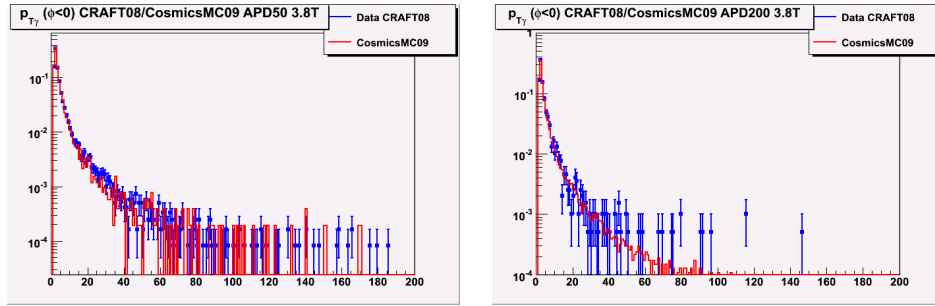 p_Tγ (ϕ<0) CRAFT08/CosmicsMC09 APD50 3.8T
Data CRAFT08
CosmicsMC09
10^-1
10^-2
10^-3
10^-4
0 20 40 60 80 100 120 140 160 180 200
p_Tγ (ϕ<0) CRAFT08/CosmicsMC09 APD200 3.8T
Data CRAFT08
CosmicsMC09
1
10^-1
10^-2
10^-3
10^-4
0 20 40 60 80 100 120 140 160 180 200